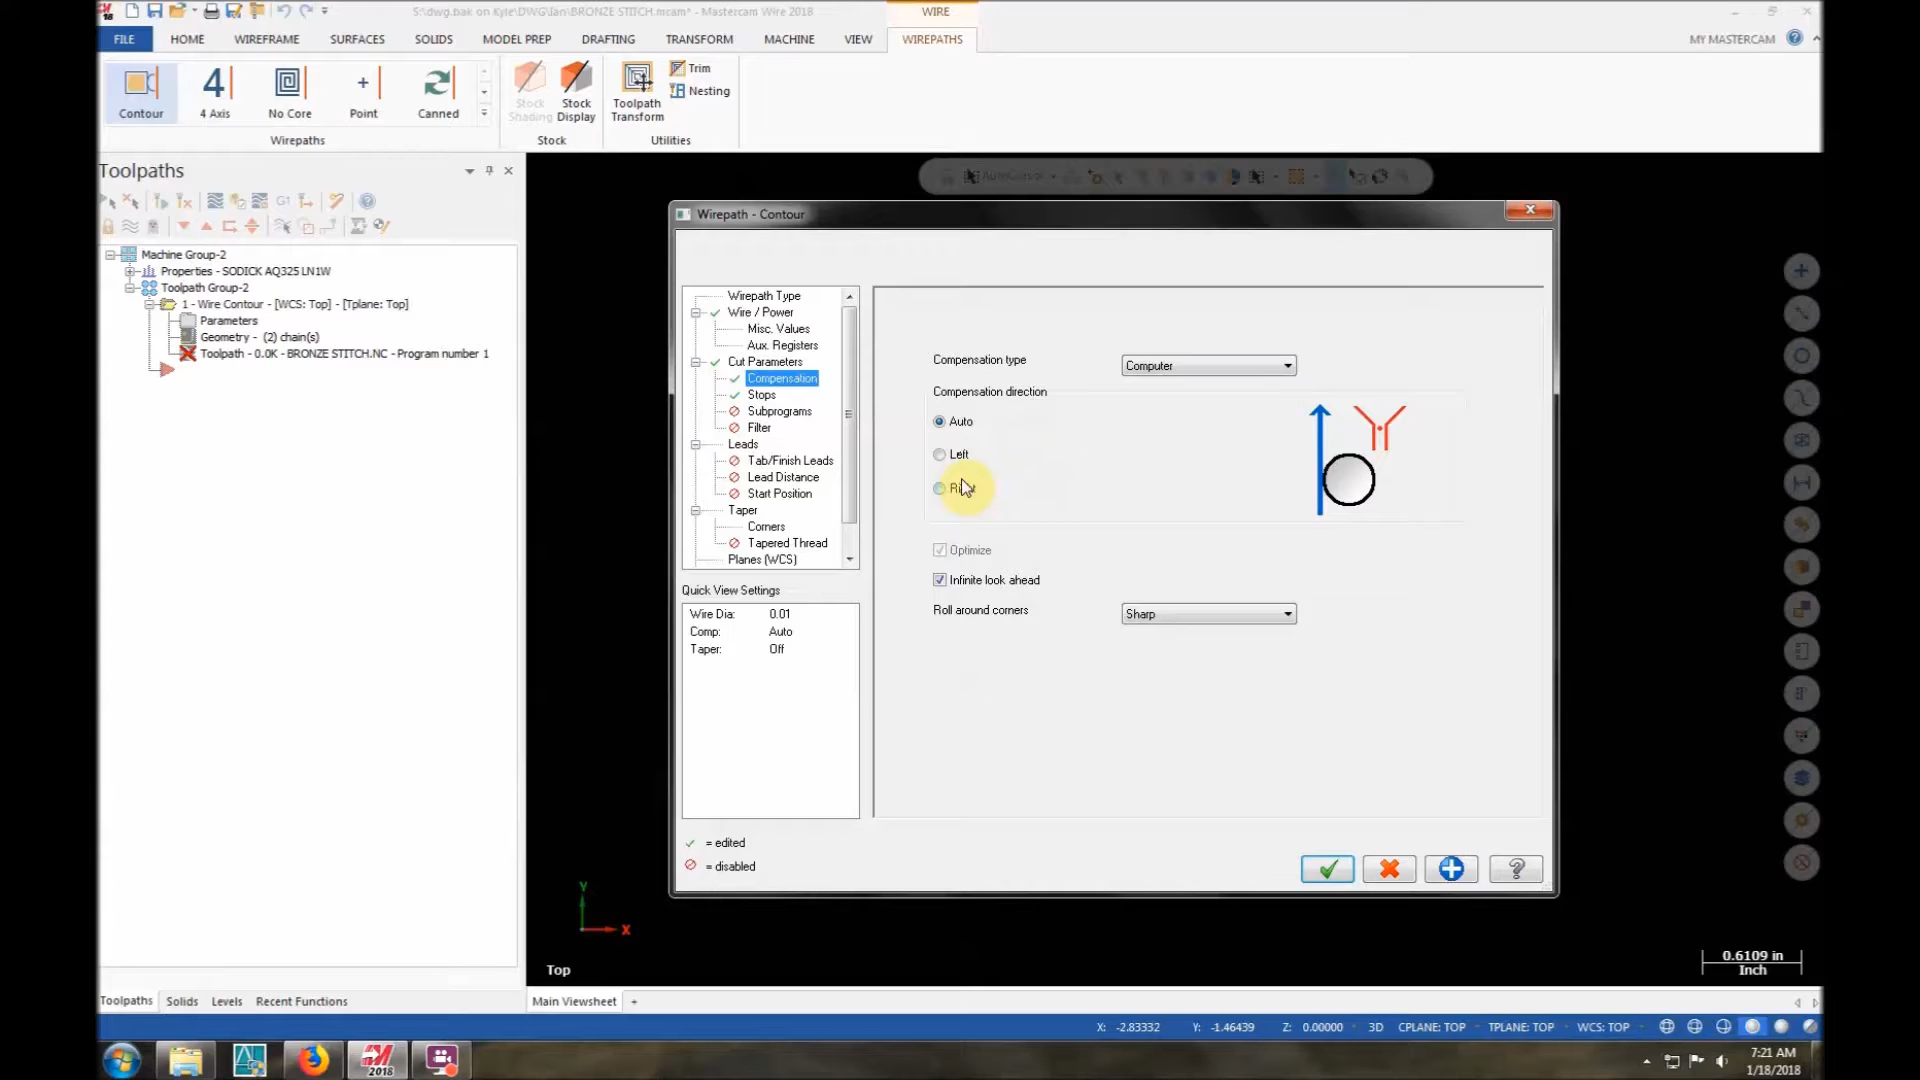 S:\dwg.bak on Kyle\DWG\Ian\BRONZE STITCH.mcam* - Mastercam Wire 2018
WIRE
FILE HOME WIREFRAME SURFACES SOLIDS MODEL PREP DRAFTING TRANSFORM MACHINE VIEW WIREPATHS MY MASTERCAM
Contour 4 Axis No Core Point Canned
Stock Shading
Stock Display
Toolpath Transform
Trim
Nesting
Wirepaths Stock Utilities
Toolpaths
G1
Machine Group-2
Properties - SODICK AQ325 LN1W
Toolpath Group-2
1 - Wire Contour - [WCS: Top] - [Tplane: Top]
Parameters
Geometry - (2) chain(s)
Toolpath - 0.0K - BRONZE STITCH.NC - Program number 1
AutoCursor
Wirepath - Contour
Wirepath Type
Wire / Power
Misc. Values
Aux. Registers
Cut Parameters
Compensation
Stops
Subprograms
Filter
Leads
Tab/Finish Leads
Lead Distance
Start Position
Taper
Corners
Tapered Thread
Planes (WCS)
Quick View Settings
Wire Dia: 0.01
Comp: Auto
Taper: Off
✓ = edited
= disabled
Compensation type Computer
Compensation direction
Auto
Left
Optimize
Infinite look ahead
Roll around corners Sharp
Y
X
Top
0.6109 in
Inch
Toolpaths Solids Levels Recent Functions
Main Viewsheet +
X: -2.83332 Y: -1.46439 Z: 0.00000 3D CPLANE: TOP TPLANE: TOP WCS: TOP
2018
7:21 AM
1/18/2018